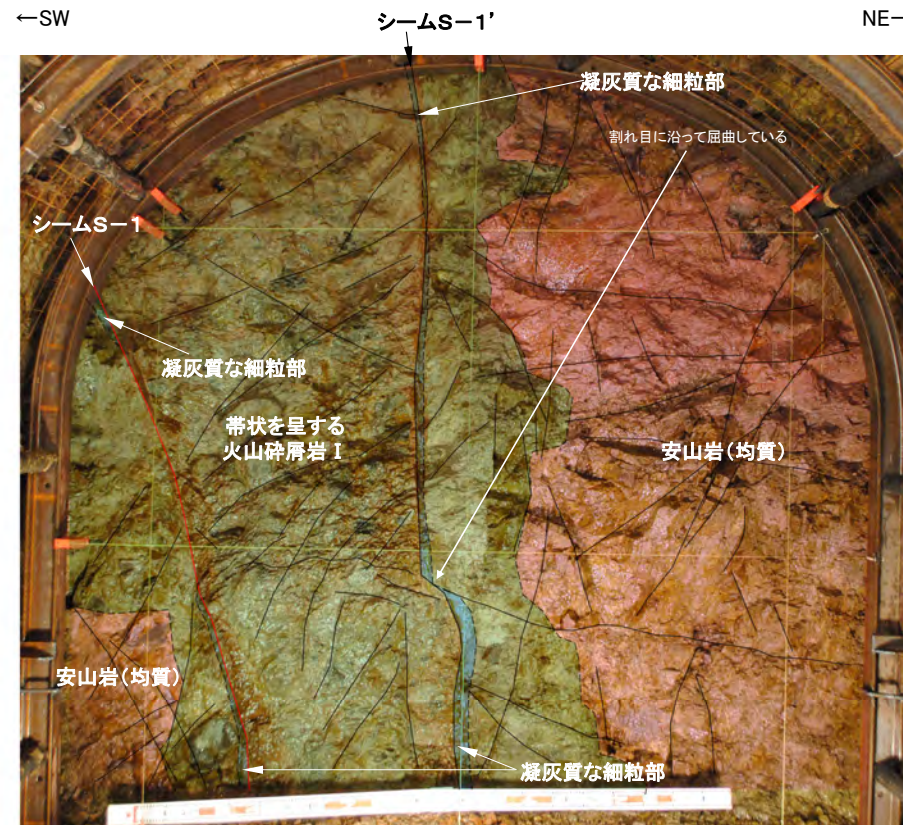 ←SW
シームS-1’
NE－
凝灰質な細粒部
割れ目に沿って屈曲している
シームS-1
凝灰質な細粒部
帯状を呈する
火山砕屑岩Ⅰ
安山岩(均質)
安山岩(均質)
凝灰質な細粒部